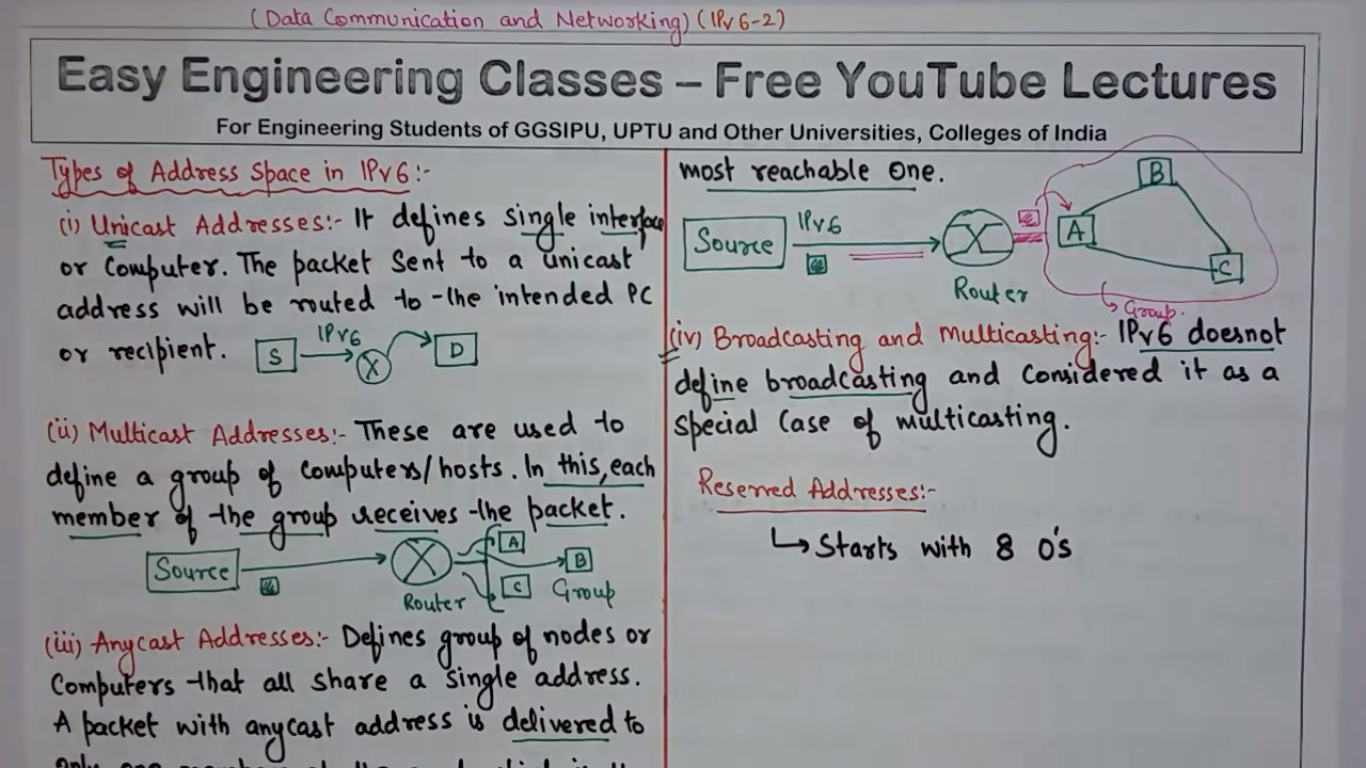 (Data Communication and Networking) (IPv6-2)
Easy Engineering Classes – Free YouTube Lectures
For Engineering Students of GGSIPU, UPTU and Other Universities, Colleges of India
Types of Address Space in IPv6:-
(i) Unicast Addresses:- It defines single interface
or Computer. The packet sent to a unicast
address will be routed to the intended PC
or recipient.
S IPv6 X D
(ii) Multicast Addresses:- These are used to
define a group of Computers/hosts. In this, each
member of the group receives the packet.
Source
Router
A
B
C
Group
(iii) Anycast Addresses:- Defines group of nodes or
Computers that all share a single address.
A packet with anycast address is delivered to
only one
most reachable one.
Source
IPv6
Router
A
B
C
Group.
(iv) Broadcasting and Multicasting:- IPv6 doesnot
define broadcasting and Considered it as a
special Case of multicasting.
Reserved Addresses:-
↳ Starts with 8 0's